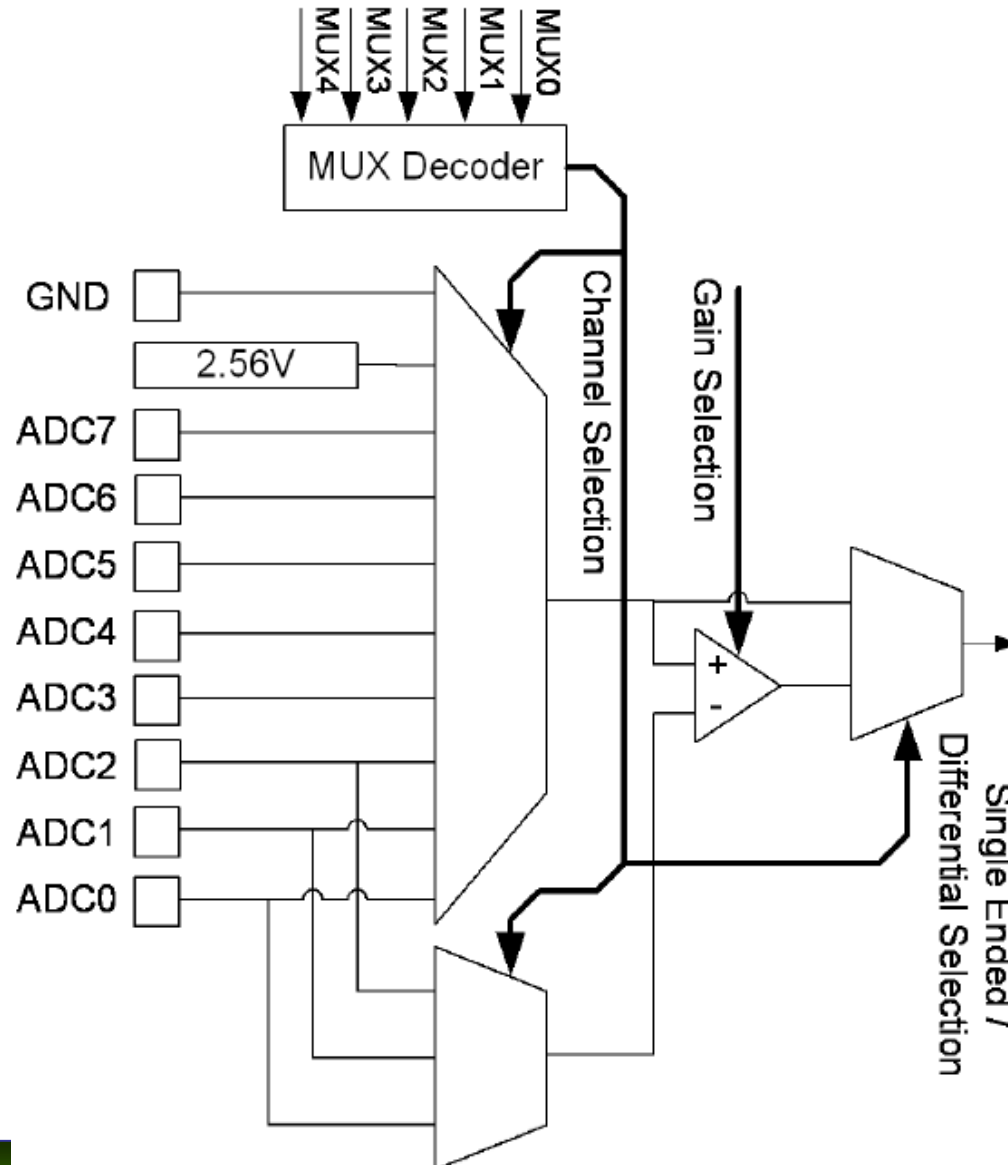 MUX4
MUX3
MUX2
MUX1
MUX0
MUX Decoder
GND
2.56V
ADC7
ADC6
ADC5
ADC4
ADC3
ADC2
ADC1
ADC0
Channel Selection
Gain Selection
+
-
Single Ended /
Differential Selection